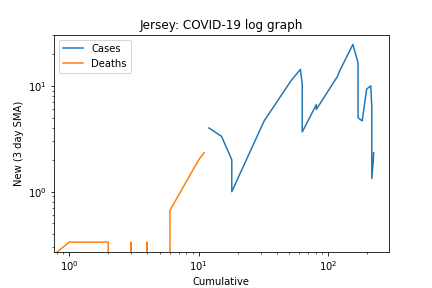 Jersey: COVID-19 log graph
Cases
Deaths
New (3 day SMA)
10¹
10⁰
10⁰
10¹
10²
Cumulative